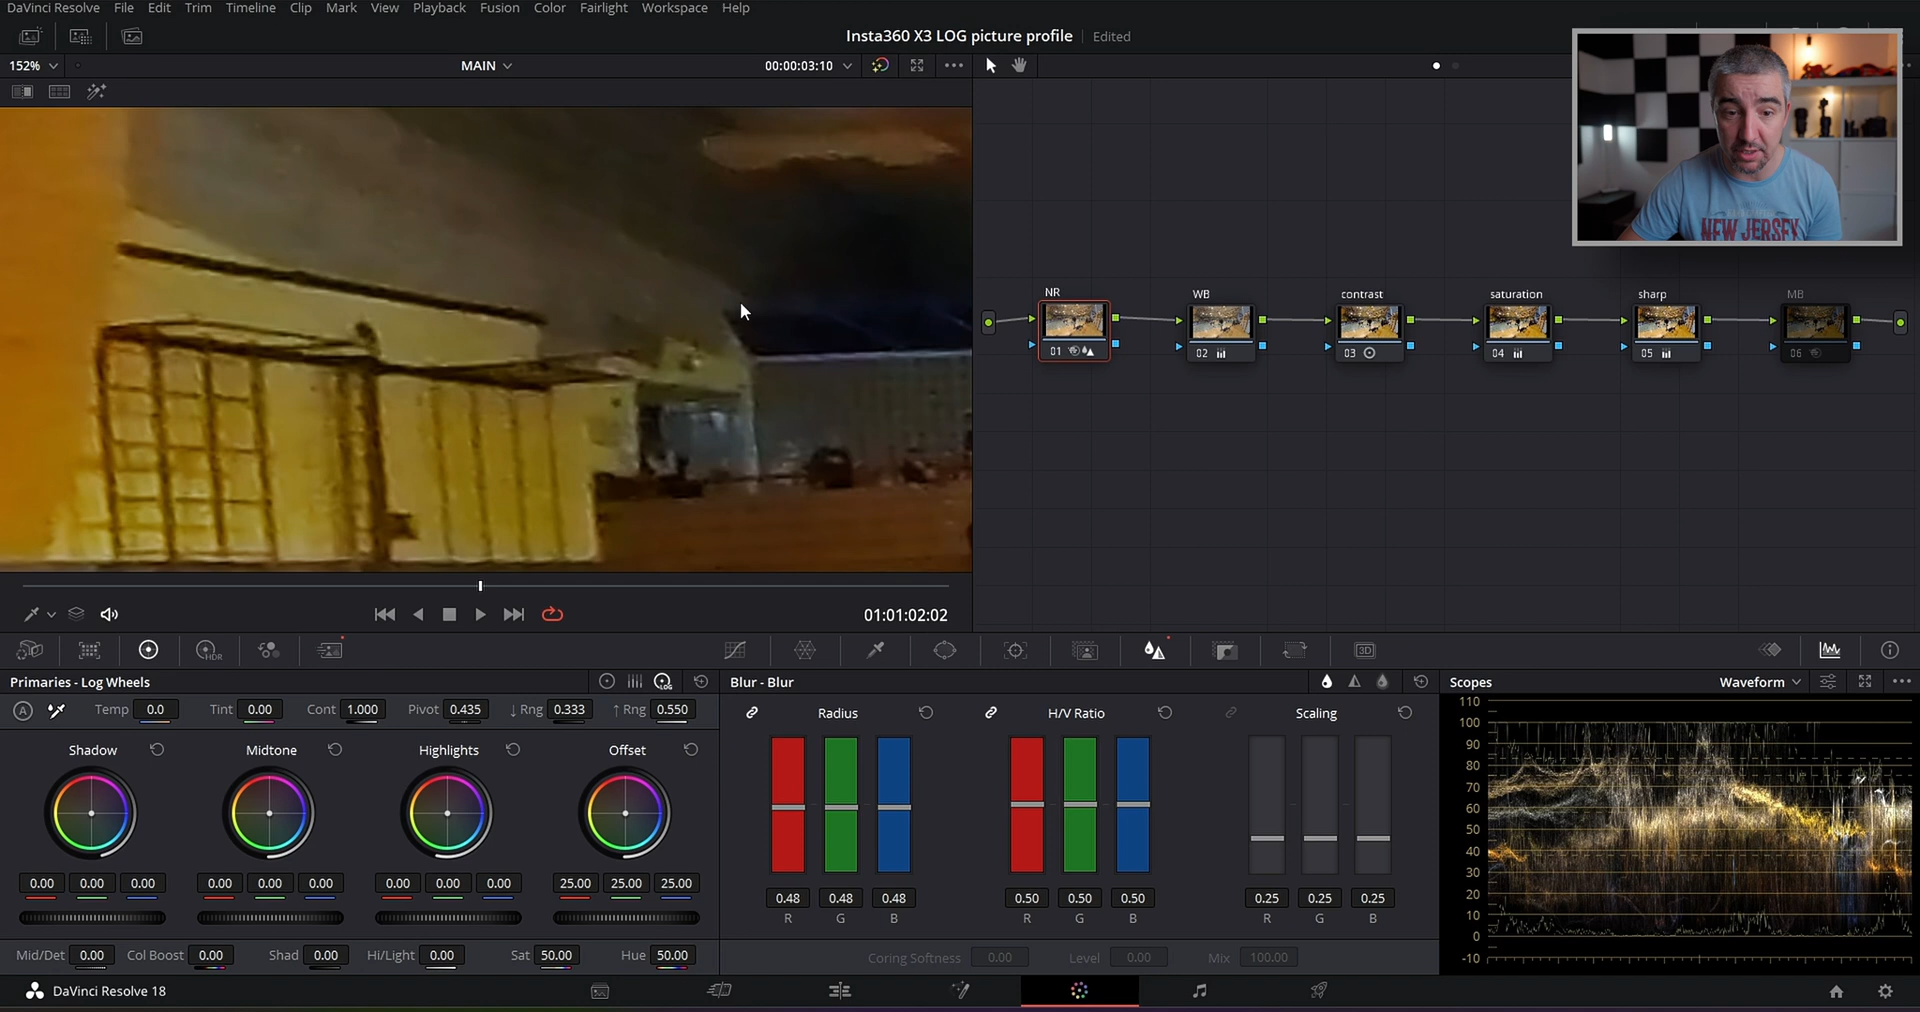 DaVinci Resolve File Edit Trim Timeline Clip Mark View Playback Fusion Color Fairlight Workspace Help
Insta360 X3 LOG picture profile Edited
152% MAIN 00:00:03:10
NEW JERSEY
NR WB contrast saturation sharp MB
01 02 03 04 05 06
01:01:02:02
HDR 3D
Primaries - Log Wheels LOG Blur - Blur Scopes Waveform
A Temp 0.0 Tint 0.00 Cont 1.000 Pivot 0.435 ↓ Rng 0.333 ↑ Rng 0.550
Radius H/V Ratio Scaling
Shadow Midtone Highlights Offset
0.00 0.00 0.00 0.00 0.00 0.00 0.00 0.00 0.00 25.00 25.00 25.00
0.48 0.48 0.48 0.50 0.50 0.50 0.25 0.25 0.25
R G B R G B R G B
Mid/Det 0.00 Col Boost 0.00 Shad 0.00 Hi/Light 0.00 Sat 50.00 Hue 50.00
Coring Softness 0.00 Level 0.00 Mix 100.00
110
100
90
80
70
60
50
40
30
20
10
0
-10
DaVinci Resolve 18